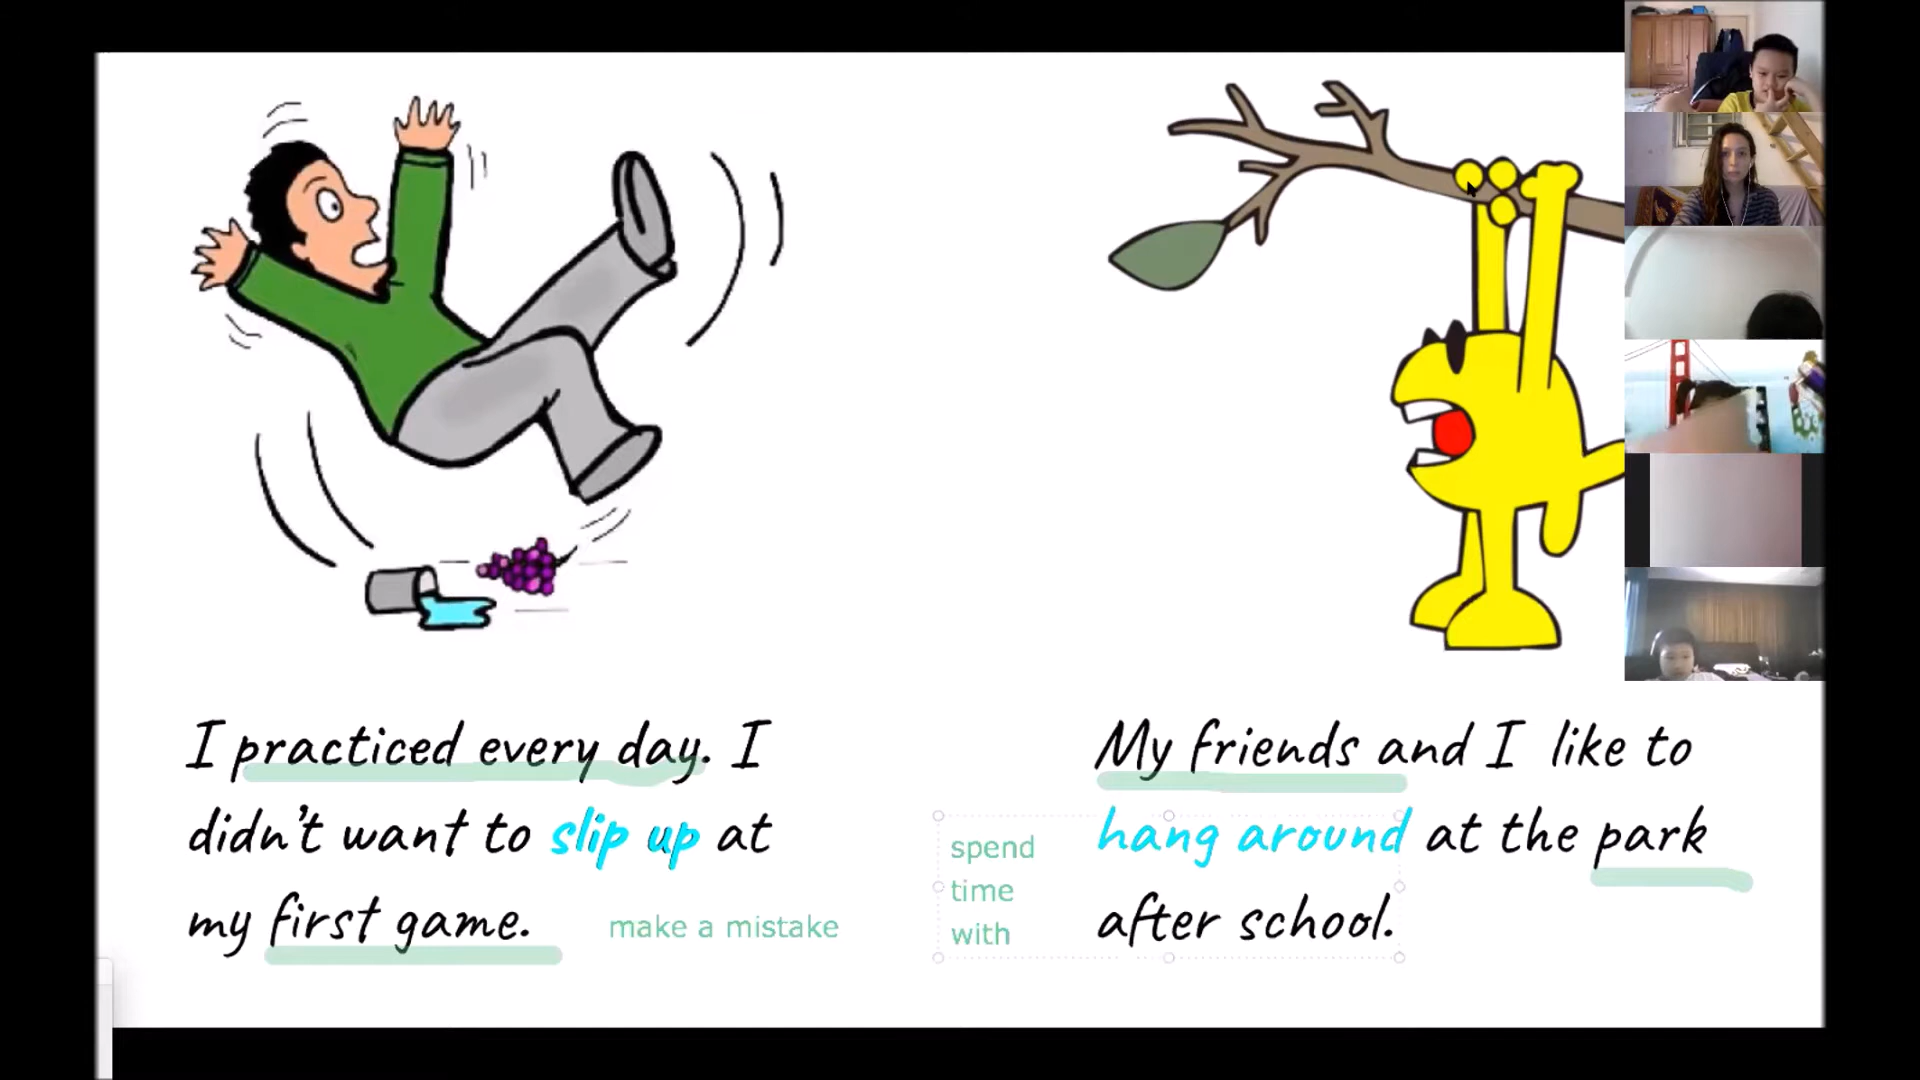 I practiced every day. I
didn't want to slip up at
my first game.
make a mistake
spend
time
with
My friends and I like to
hang around at the park
after school.